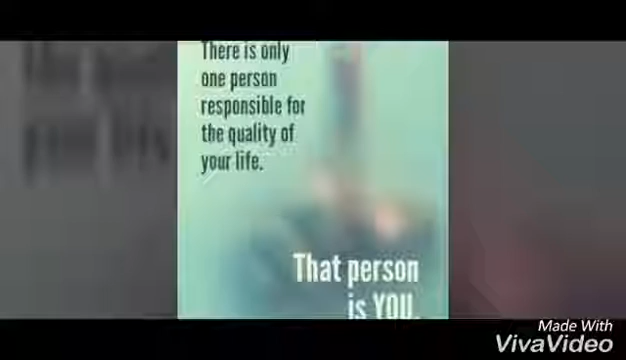 There is only
one person
responsible for
the quality of
your life.
That person
is YOU.
Made With
VivaVideo